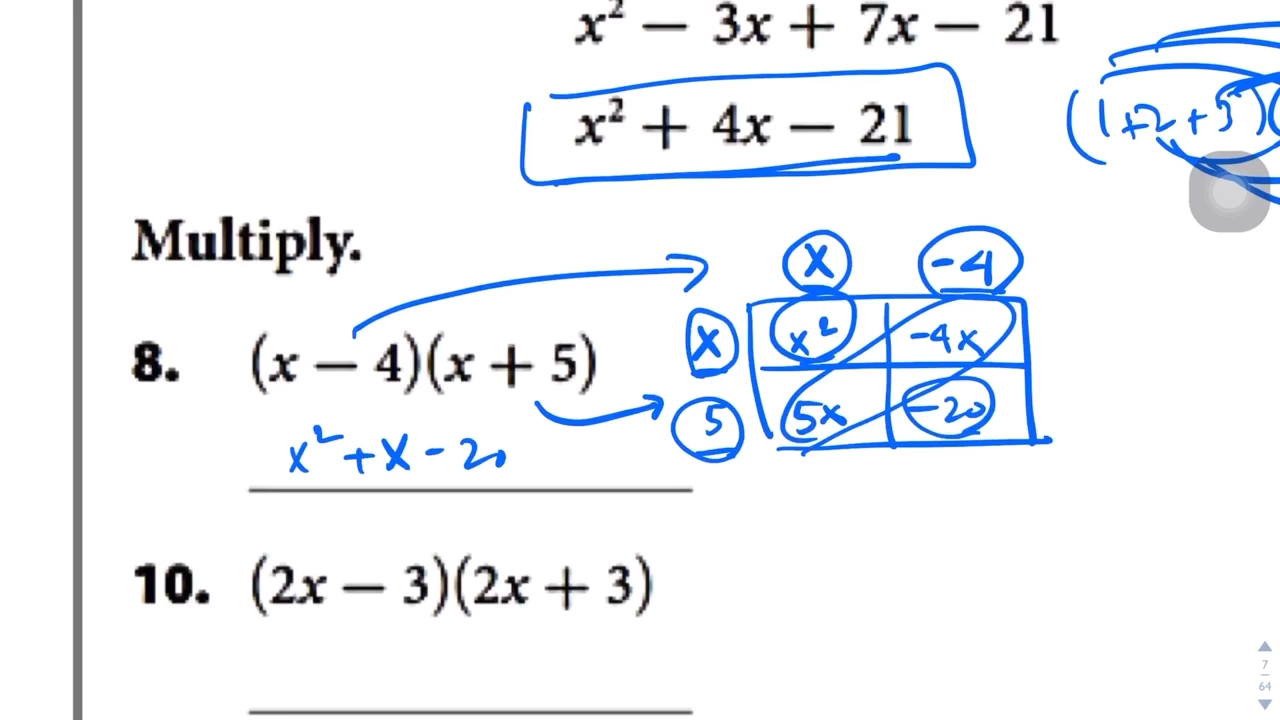 x² − 3x + 7x − 21
x² + 4x − 21
(1+2+3)(
Multiply.
x -4
8. (x − 4)(x + 5)
x x² -4x
5 5x -20
x² + x - 20
10. (2x − 3)(2x + 3)
7
64